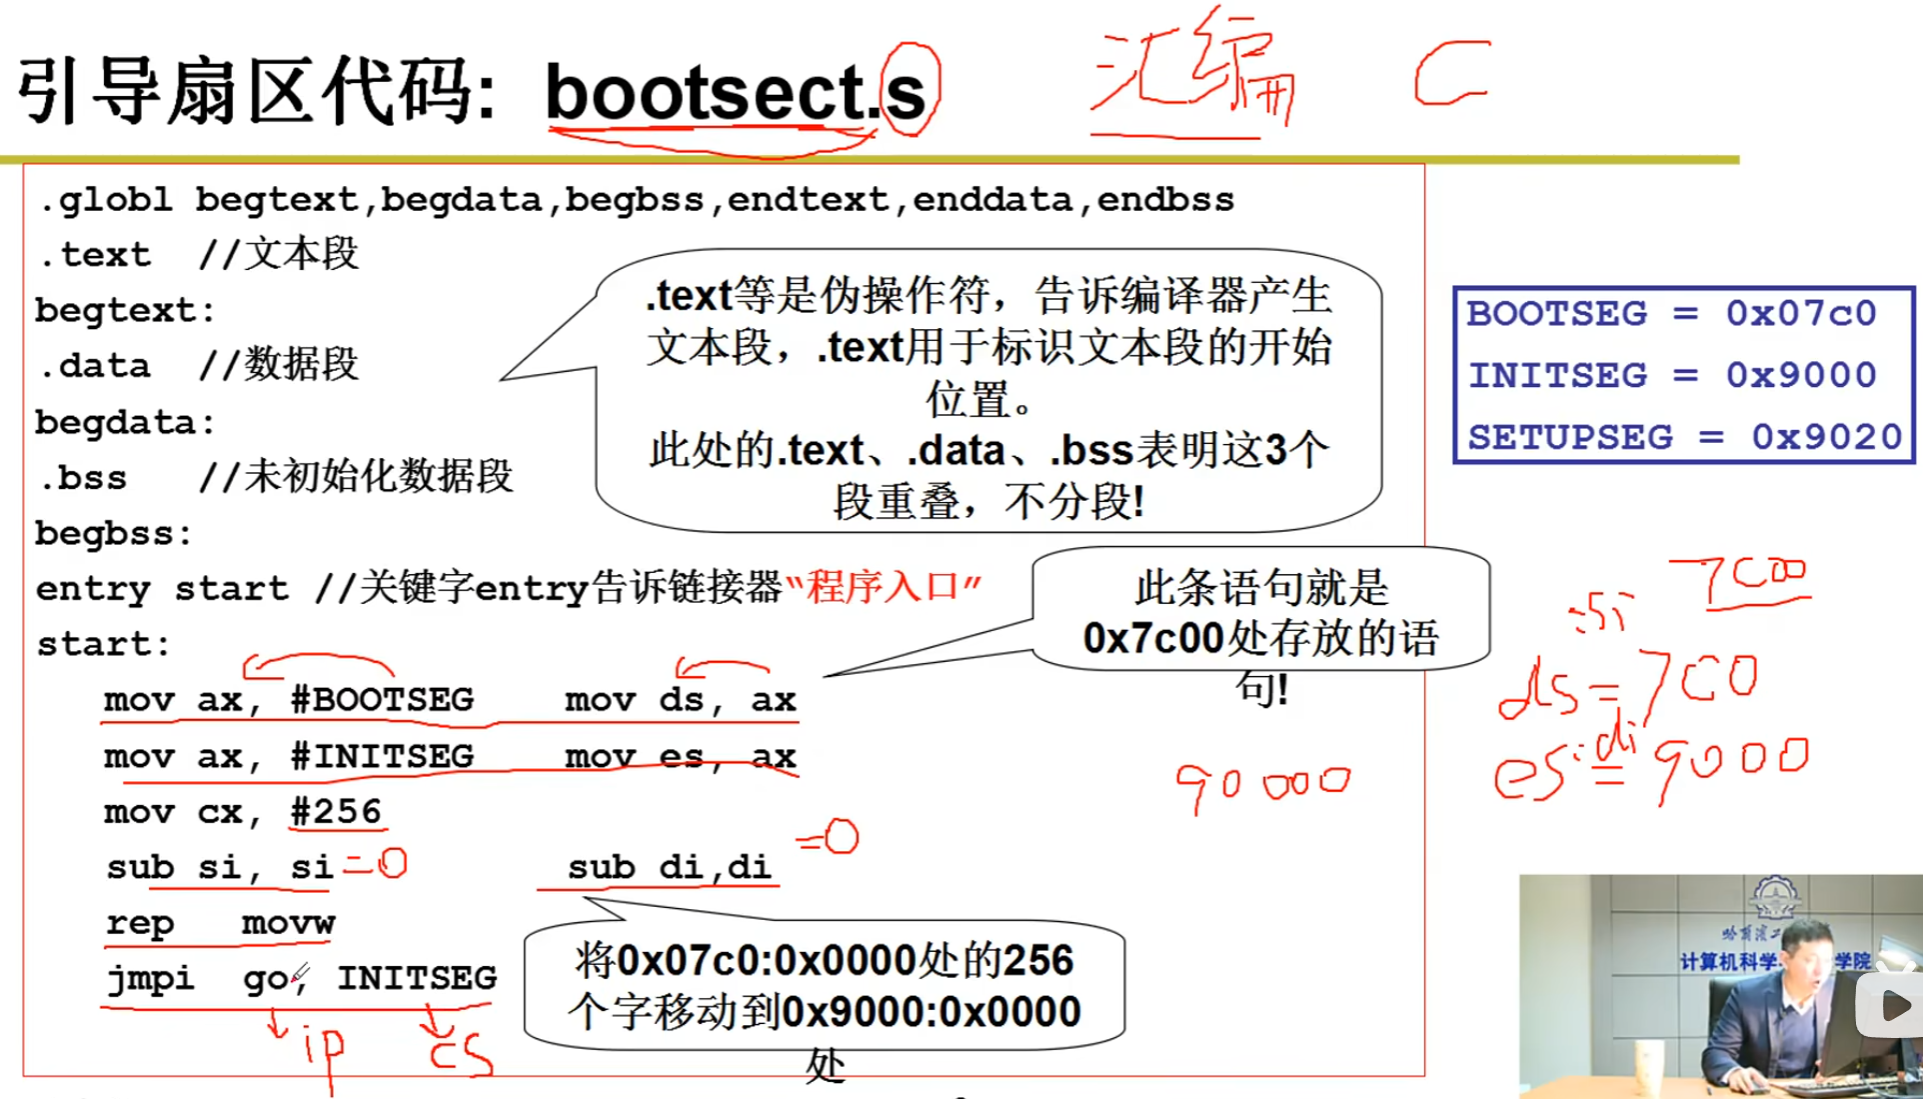 引导扇区代码: bootsect.s
汇编 C
.globl begtext,begdata,begbss,endtext,enddata,endbss
.text //文本段
begtext:
.data //数据段
begdata:
.bss //未初始化数据段
begbss:
entry start //关键字entry告诉链接器“程序入口”
start:
mov ax, #BOOTSEG mov ds, ax
mov ax, #INITSEG mov es, ax
mov cx, #256
sub si, si =0 sub di,di =0
rep movw
jmpi go, INITSEG
ip cs
.text等是伪操作符，告诉编译器产生
文本段，.text用于标识文本段的开始
位置。
此处的.text、.data、.bss表明这3个
段重叠，不分段!
此条语句就是
0x7c00处存放的语
句!
将0x07c0:0x0000处的256
个字移动到0x9000:0x0000
处
BOOTSEG = 0x07c0
INITSEG = 0x9000
SETUPSEG = 0x9020
7c00
:si
ds=7c0
:di
es=9000
90000
计算机科学 学院